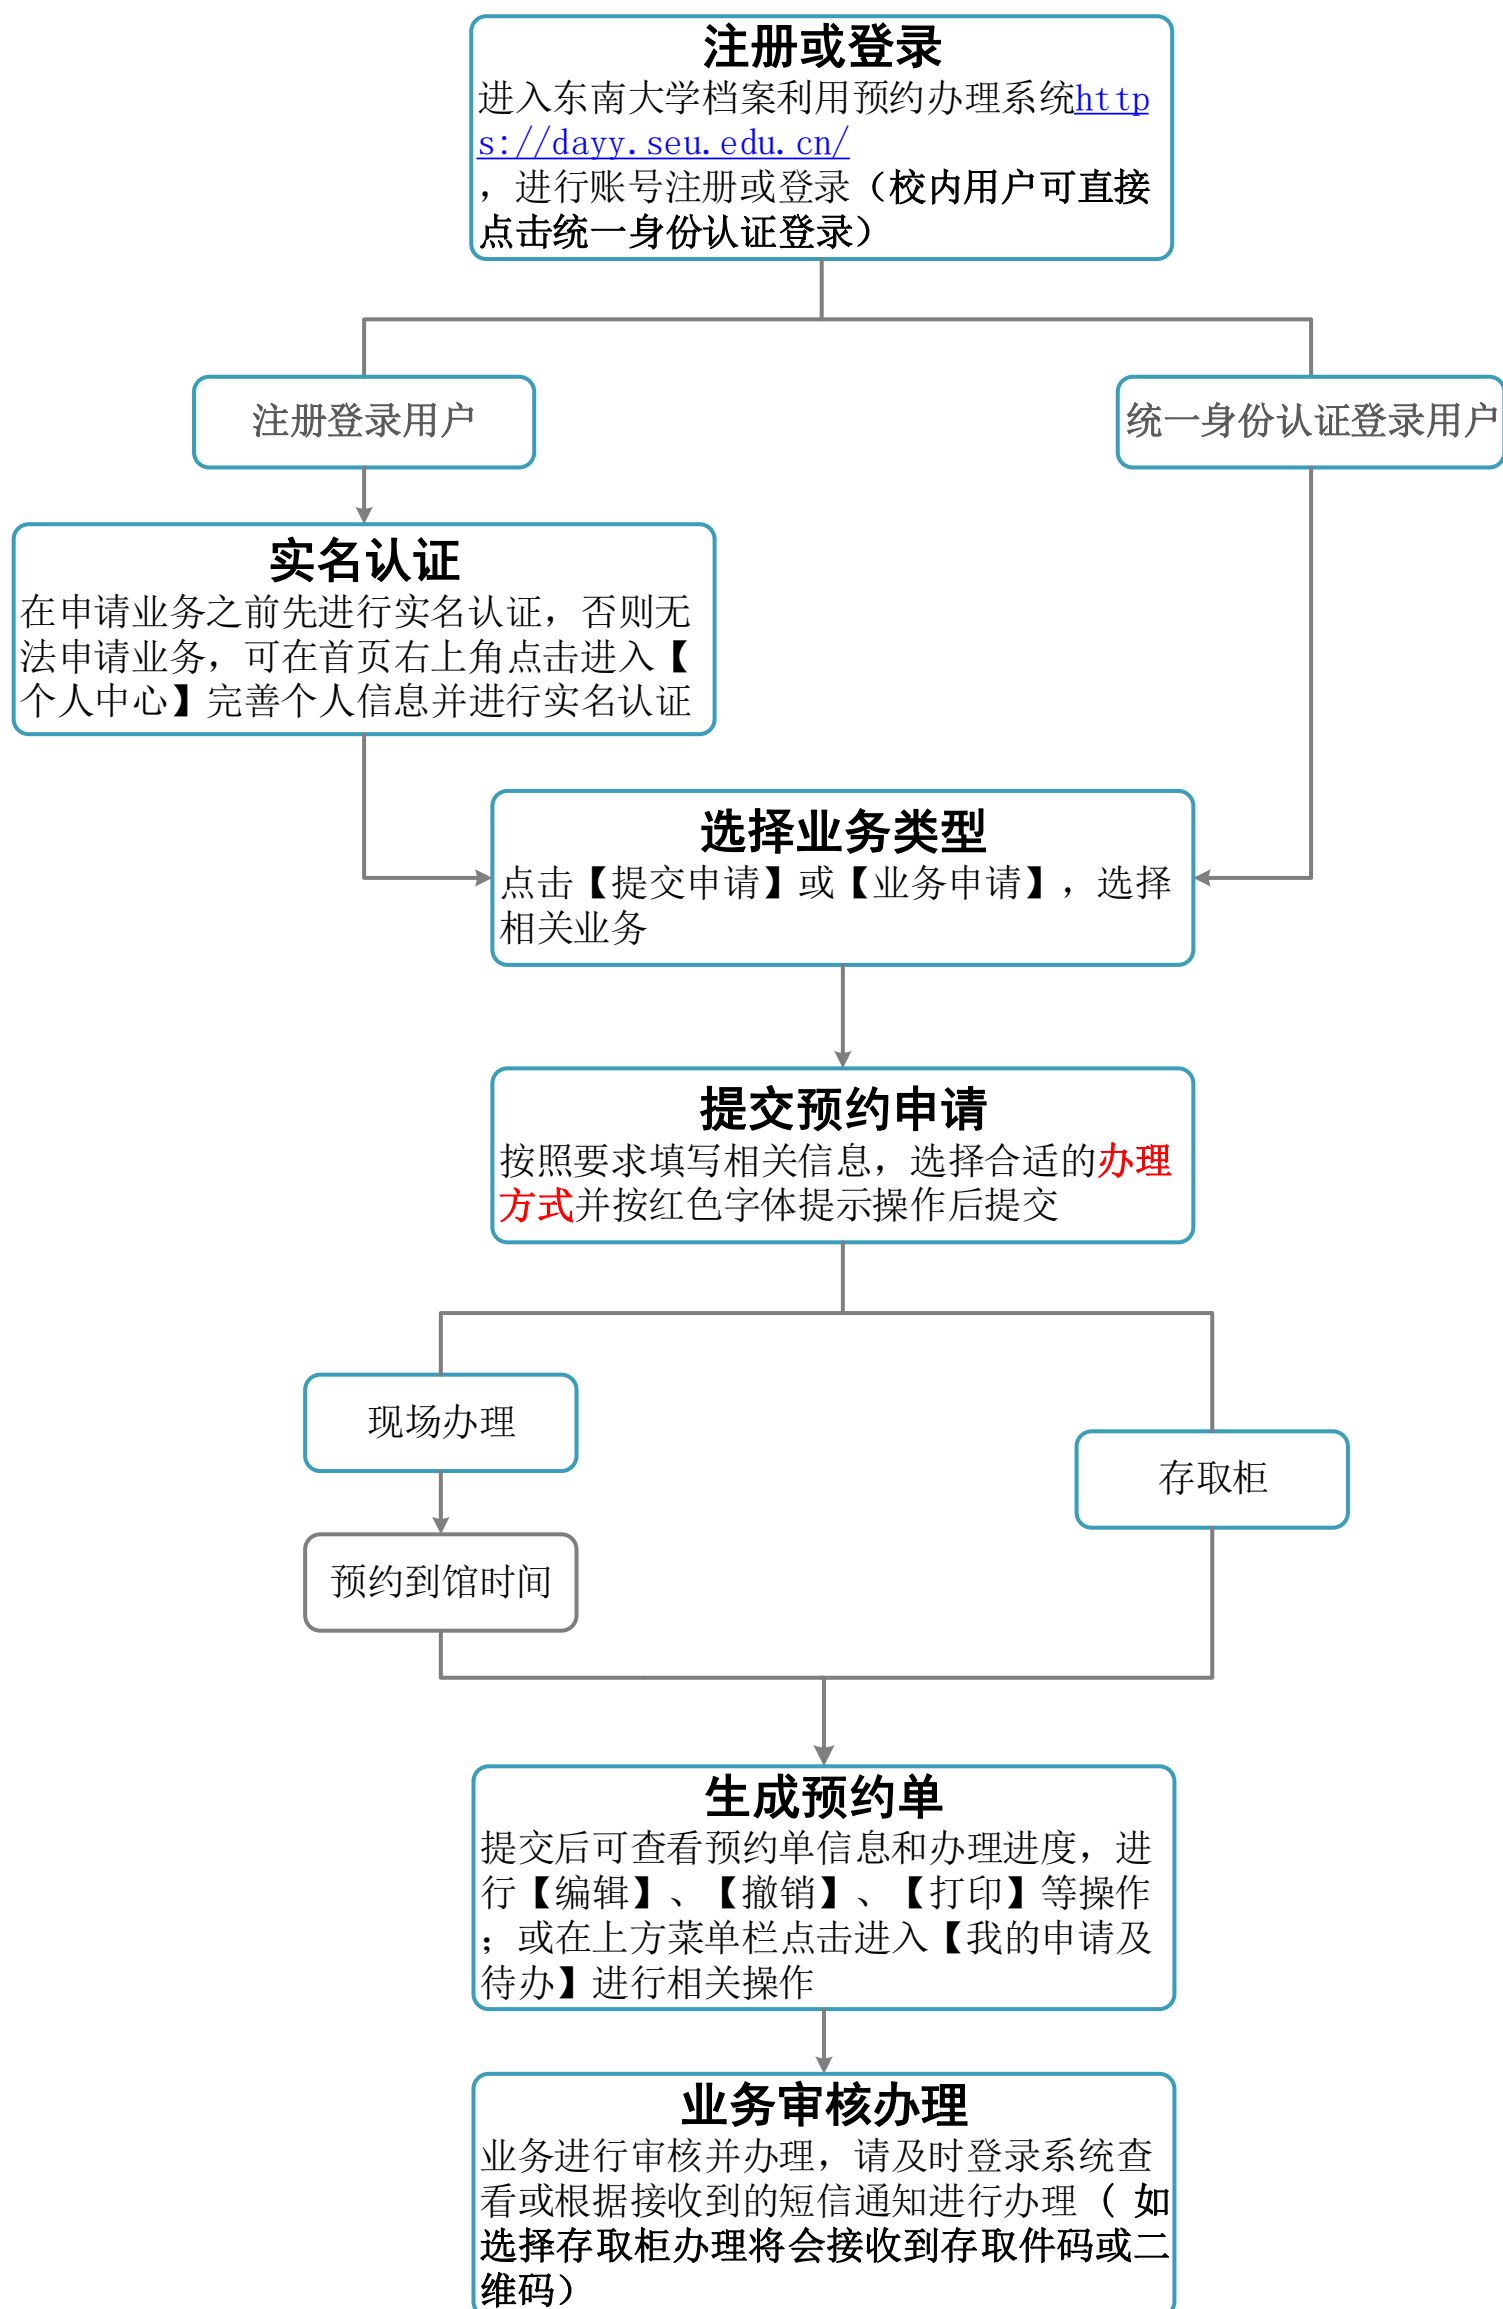 注册或登录
进入东南大学档案利用预约办理系统http
s://dayy.seu.edu.cn/
，进行账号注册或登录（校内用户可直接
点击统一身份认证登录）
注册登录用户
统一身份认证登录用户
实名认证
在申请业务之前先进行实名认证，否则无
法申请业务，可在首页右上角点击进入【
个人中心】完善个人信息并进行实名认证
选择业务类型
点击【提交申请】或【业务申请】，选择
相关业务
提交预约申请
按照要求填写相关信息，选择合适的办理
方式并按红色字体提示操作后提交
现场办理
存取柜
预约到馆时间
生成预约单
提交后可查看预约单信息和办理进度，进
行【编辑】、【撤销】、【打印】等操作
；或在上方菜单栏点击进入【我的申请及
待办】进行相关操作
业务审核办理
业务进行审核并办理，请及时登录系统查
看或根据接收到的短信通知进行办理（ 如
选择存取柜办理将会接收到存取件码或二
维码）